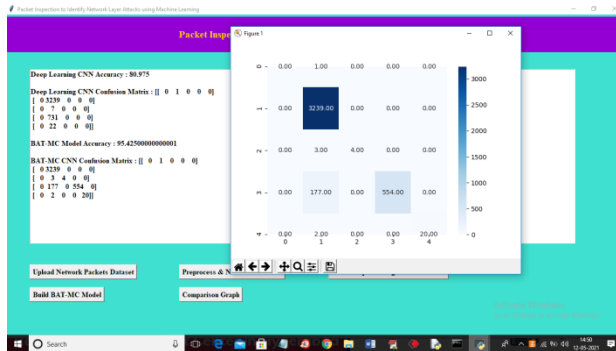 Packet Inspection to Identify Network Layer Attacks using Machine Learning
Packet Inspe
Figure 1
Deep Learning CNN Accuracy : 80.975
Deep Learning CNN Confusion Matrix : [[ 0 1 0 0 0]
[ 0 3239 0 0 0]
[ 0 7 0 0 0]
[ 0 731 0 0 0]
[ 0 22 0 0 0]]
BAT-MC Model Accuracy : 95.42500000000001
BAT-MC CNN Confusion Matrix : [[ 0 1 0 0 0]
[ 0 3239 0 0 0]
[ 0 3 4 0 0]
[ 0 177 0 554 0]
[ 0 2 0 0 20]]
0 0.00 1.00 0.00 0.00 0.00
1 0.00 3239.00 0.00 0.00 0.00
2 0.00 3.00 4.00 0.00 0.00
3 0.00 177.00 0.00 554.00 0.00
4 0.00 2.00 0.00 0.00 20.00
0 1 2 3 4
3000
2500
2000
1500
1000
500
0
Upload Network Packets Dataset
Preprocess & N
Build BAT-MC Model
Comparison Graph
Search
14:50
12-05-2021